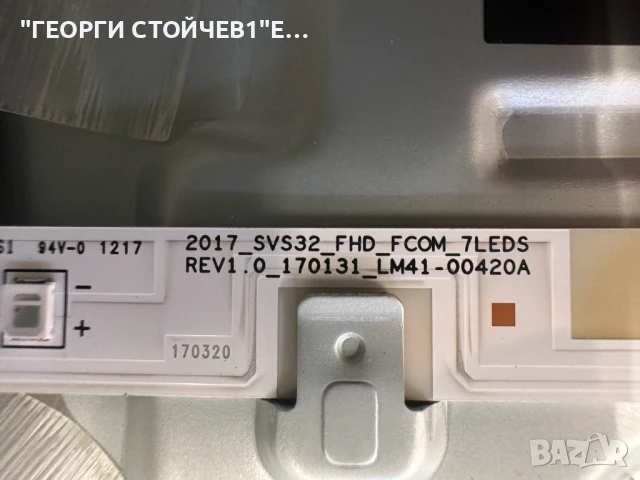 "ГЕОРГИ СТОЙЧЕВ1"Е...
94V-0 1217
2017_SVS32_FHD_FCOM_7LEDS
REV1.0_170131_LM41-00420A
-
+
170320
BAZAR